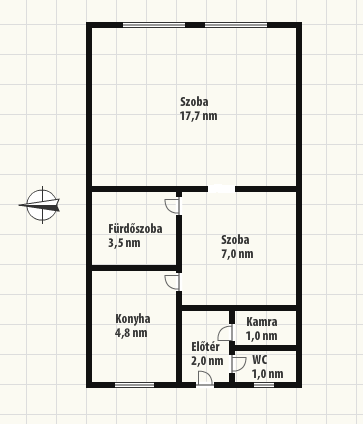 Szoba
17,7 nm
Fürdőszoba
3,5 nm
Szoba
7,0 nm
Konyha
4,8 nm
Előtér
2,0 nm
Kamra
1,0 nm
WC
1,0 nm